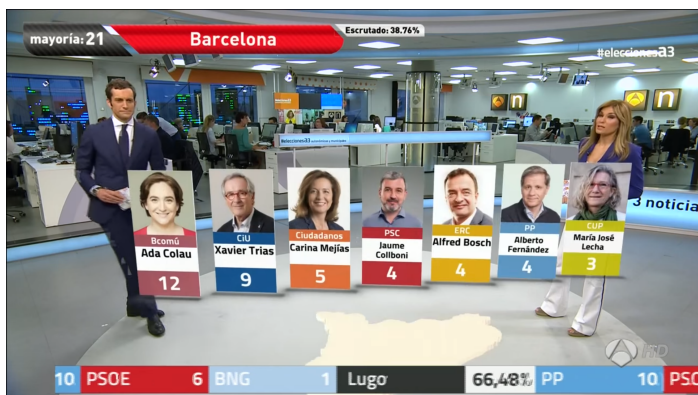 mayoría: 21
Barcelona
Escrutado: 38.76%
#eleccionesa3
n
n
#eleccionesa3
3 noticia
Bcomú
Ada Colau
12
CiU
Xavier Trias
9
Ciudadanos
Carina Mejías
5
PSC
Jaume
Collboni
4
ERC
Alfred Bosch
4
PP
Alberto
Fernández
4
CUP
María José
Lecha
3
A HD
10 PSOE 6 BNG 1 Lugo 66,48% PP 10 PSO